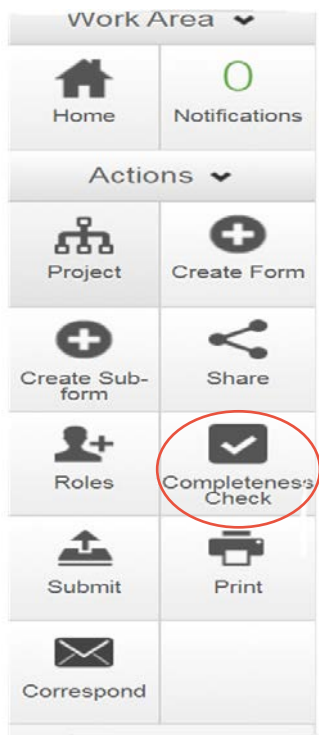 Work Area
Home
0
Notifications
Actions
Project
Create Form
Create Sub-
form
Share
Roles
Completeness
Check
Submit
Print
Correspond